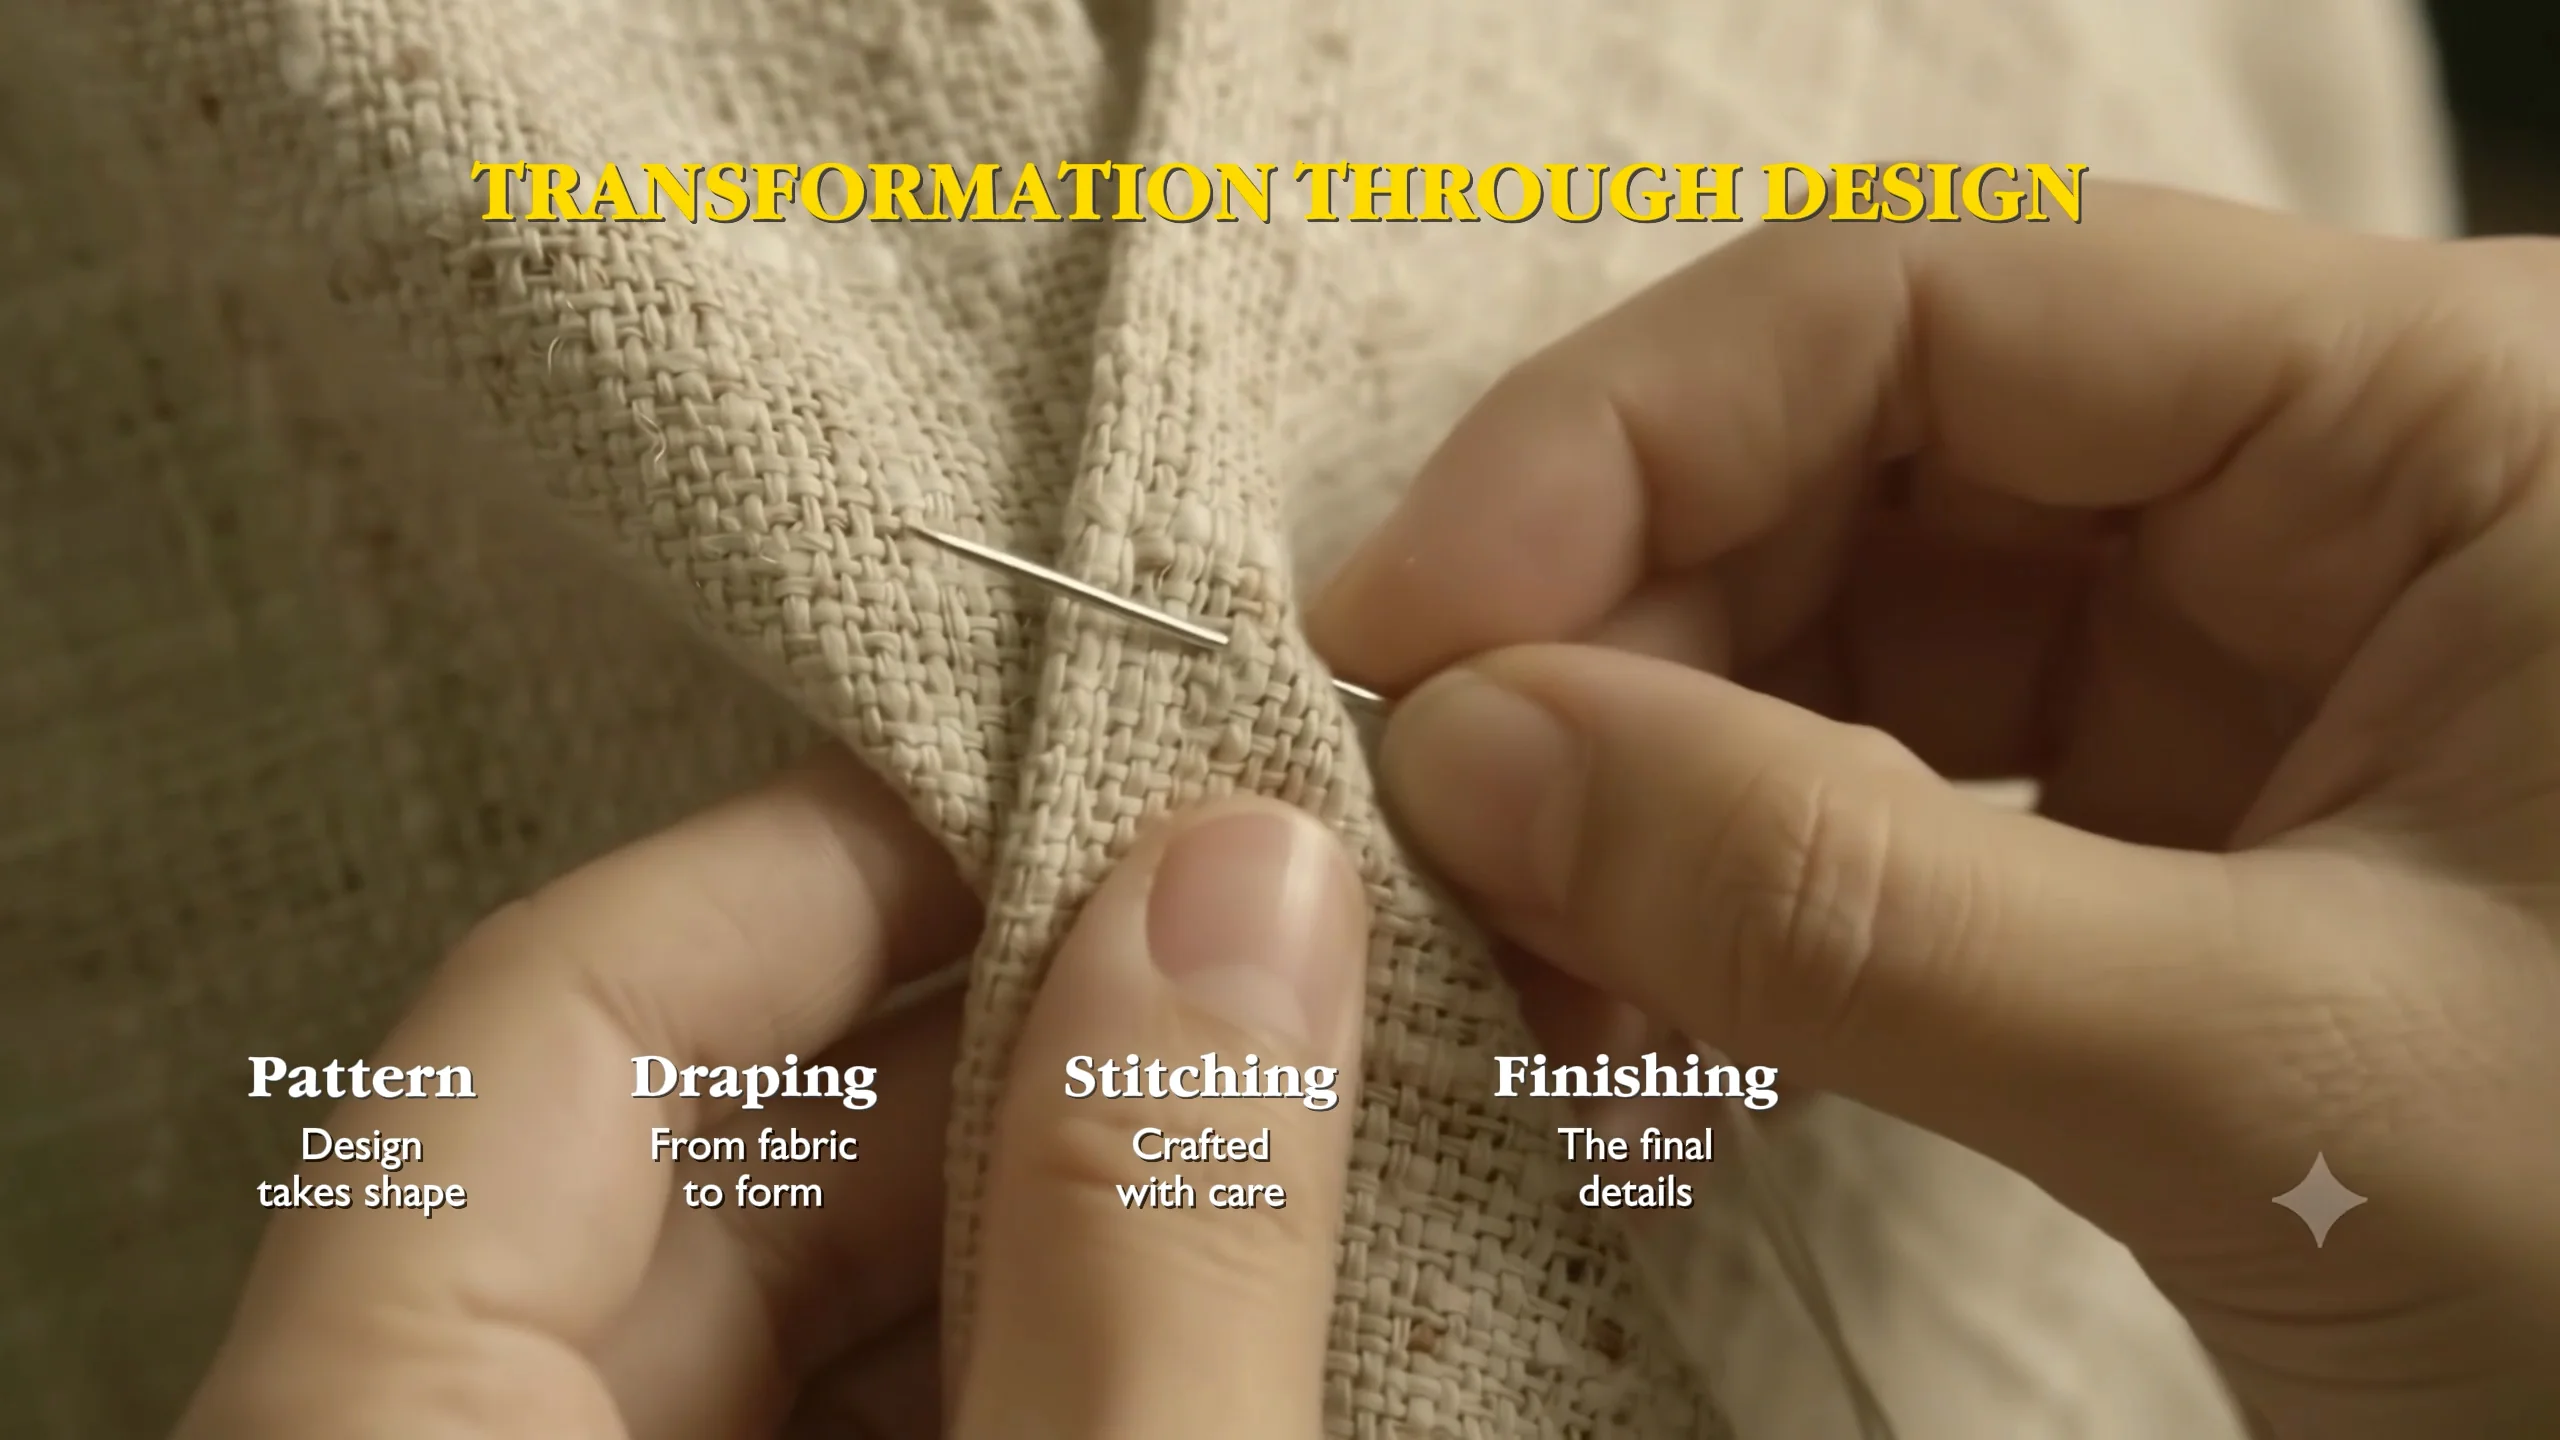 TRANSFORMATION THROUGH DESIGN
Pattern
Design
takes shape
Draping
From fabric
to form
Stitching
Crafted
with care
Finishing
The final
details